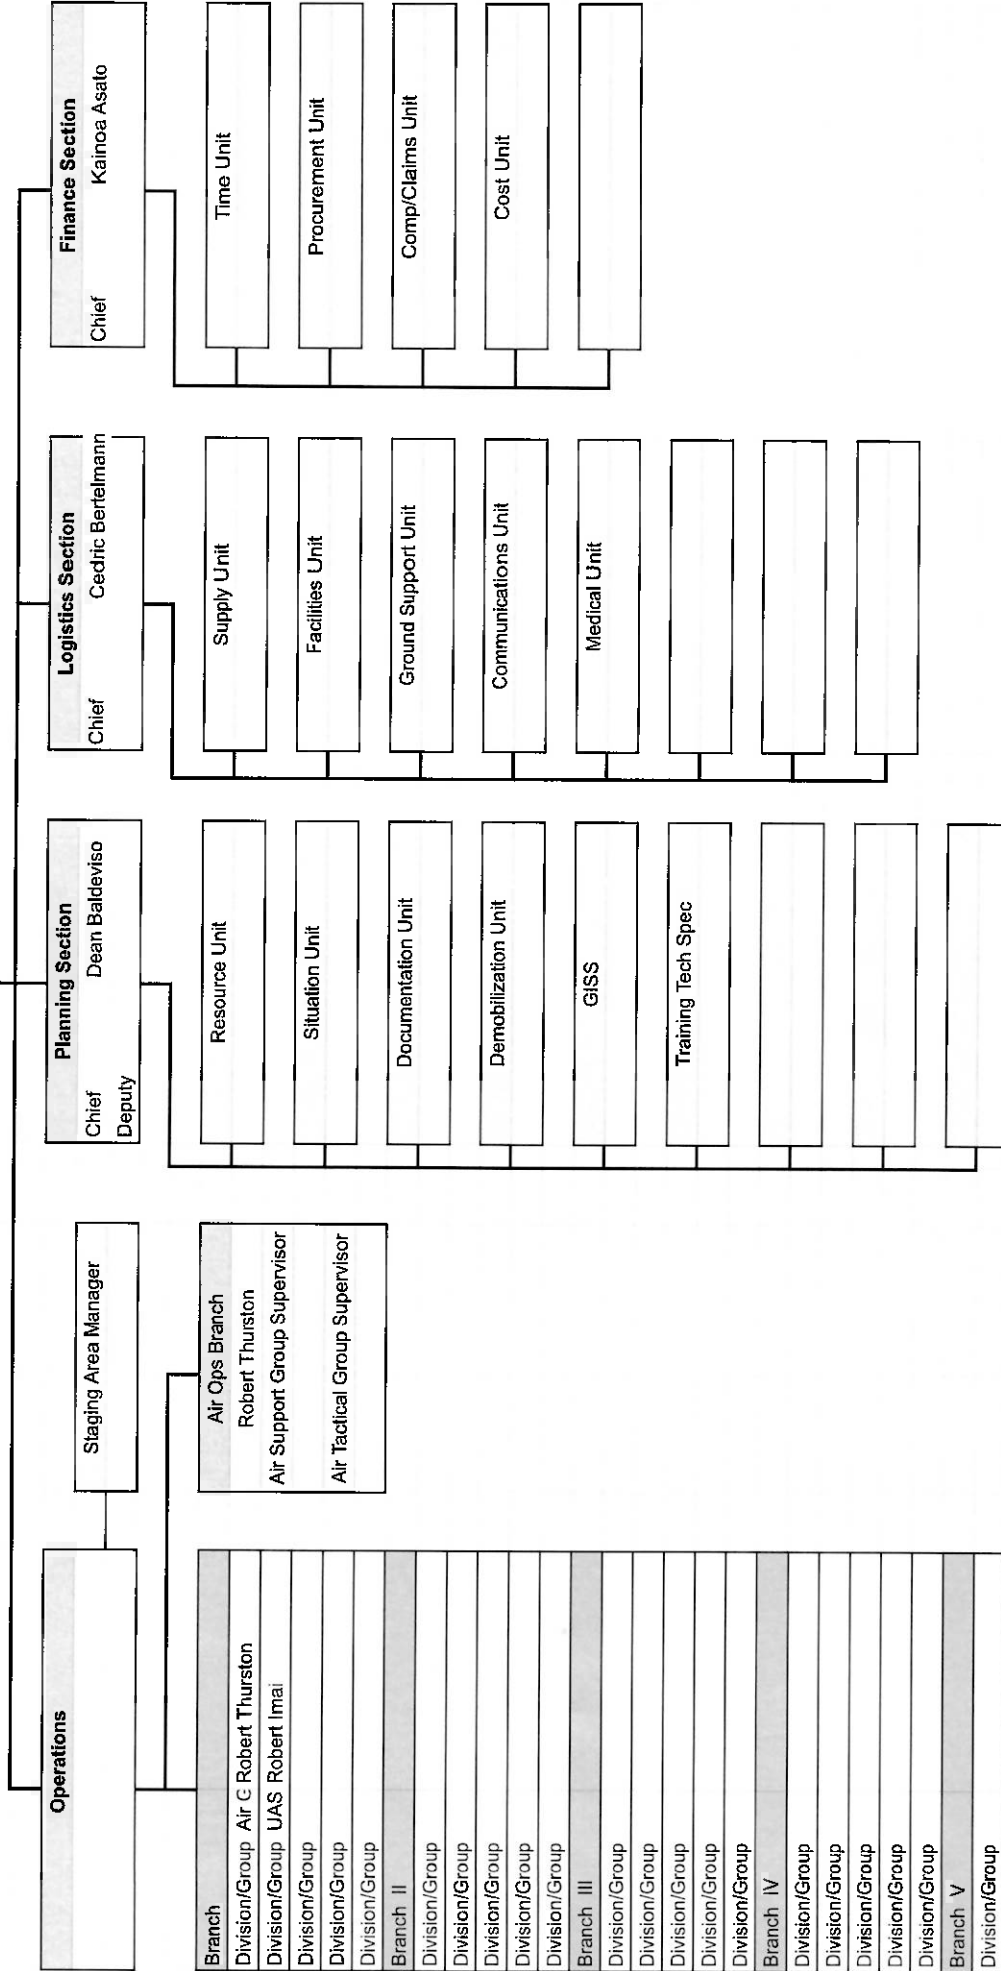 Operations
Staging Area Manager
Branch
Division/Group Air C Robert Thurston
Division/Group UAS Robert Imai
Division/Group
Division/Group
Division/Group
Branch II
Division/Group
Division/Group
Division/Group
Division/Group
Division/Group
Branch III
Division/Group
Division/Group
Division/Group
Division/Group
Division/Group
Branch IV
Division/Group
Division/Group
Division/Group
Division/Group
Division/Group
Branch V
Division/Group
Air Ops Branch
Robert Thurston
Air Support Group Supervisor
Air Tactical Group Supervisor
Planning Section
Chief Dean Baldeviso
Deputy
Resource Unit
Situation Unit
Documentation Unit
Demobilization Unit
GISS
Training Tech Spec
Logistics Section
Chief Cedric Bertelmann
Supply Unit
Facilities Unit
Ground Support Unit
Communications Unit
Medical Unit
Finance Section
Chief Kainoa Asato
Time Unit
Procurement Unit
Comp/Claims Unit
Cost Unit